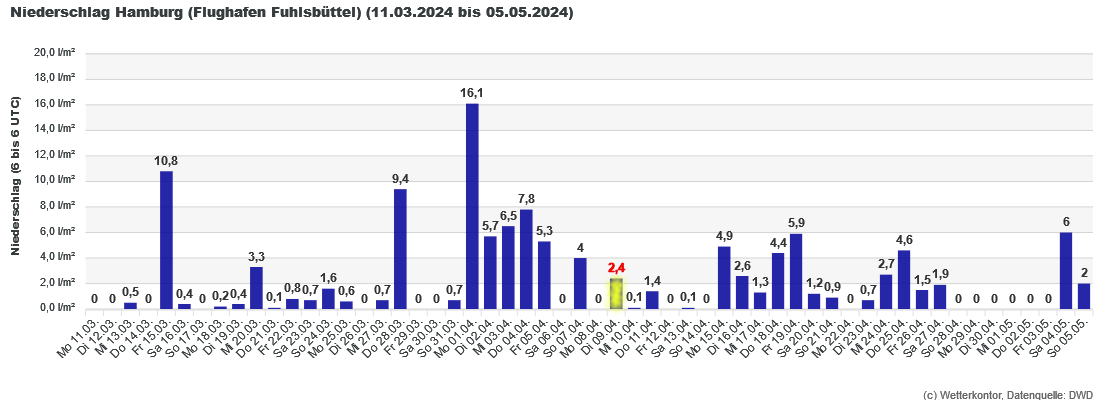 Niederschlag Hamburg (Flughafen Fuhlsbüttel) (11.03.2024 bis 05.05.2024)
Niederschlag (6 bis 6 UTC)
20,0 l/m²
18,0 l/m²
16,0 l/m²
14,0 l/m²
12,0 l/m²
10,0 l/m²
8,0 l/m²
6,0 l/m²
4,0 l/m²
2,0 l/m²
0,0 l/m²
0 0 0,5 0 10,8 0,4 0 0,2 0,4 3,3 0,1 0,8 0,7 1,6 0,6 0 0,7 9,4 0 0 0,7 16,1 5,7 6,5 7,8 5,3 0 4 0 2,4 0,1 1,4 0 0,1 0 4,9 2,6 1,3 4,4 5,9 1,2 0,9 0 0,7 2,7 4,6 1,5 1,9 0 0 0 0 0 0 6 2
Mo 11.03.
Di 12.03.
Mi 13.03.
Do 14.03.
Fr 15.03.
Sa 16.03.
So 17.03.
Mo 18.03.
Di 19.03.
Mi 20.03.
Do 21.03.
Fr 22.03.
Sa 23.03.
So 24.03.
Mo 25.03.
Di 26.03.
Mi 27.03.
Do 28.03.
Fr 29.03.
Sa 30.03.
So 31.03.
Mo 01.04.
Di 02.04.
Mi 03.04.
Do 04.04.
Fr 05.04.
Sa 06.04.
So 07.04.
Mo 08.04.
Di 09.04.
Mi 10.04.
Do 11.04.
Fr 12.04.
Sa 13.04.
So 14.04.
Mo 15.04.
Di 16.04.
Mi 17.04.
Do 18.04.
Fr 19.04.
Sa 20.04.
So 21.04.
Mo 22.04.
Di 23.04.
Mi 24.04.
Do 25.04.
Fr 26.04.
Sa 27.04.
So 28.04.
Mo 29.04.
Di 30.04.
Mi 01.05.
Do 02.05.
Fr 03.05.
Sa 04.05.
So 05.05.
(c) Wetterkontor, Datenquelle: DWD